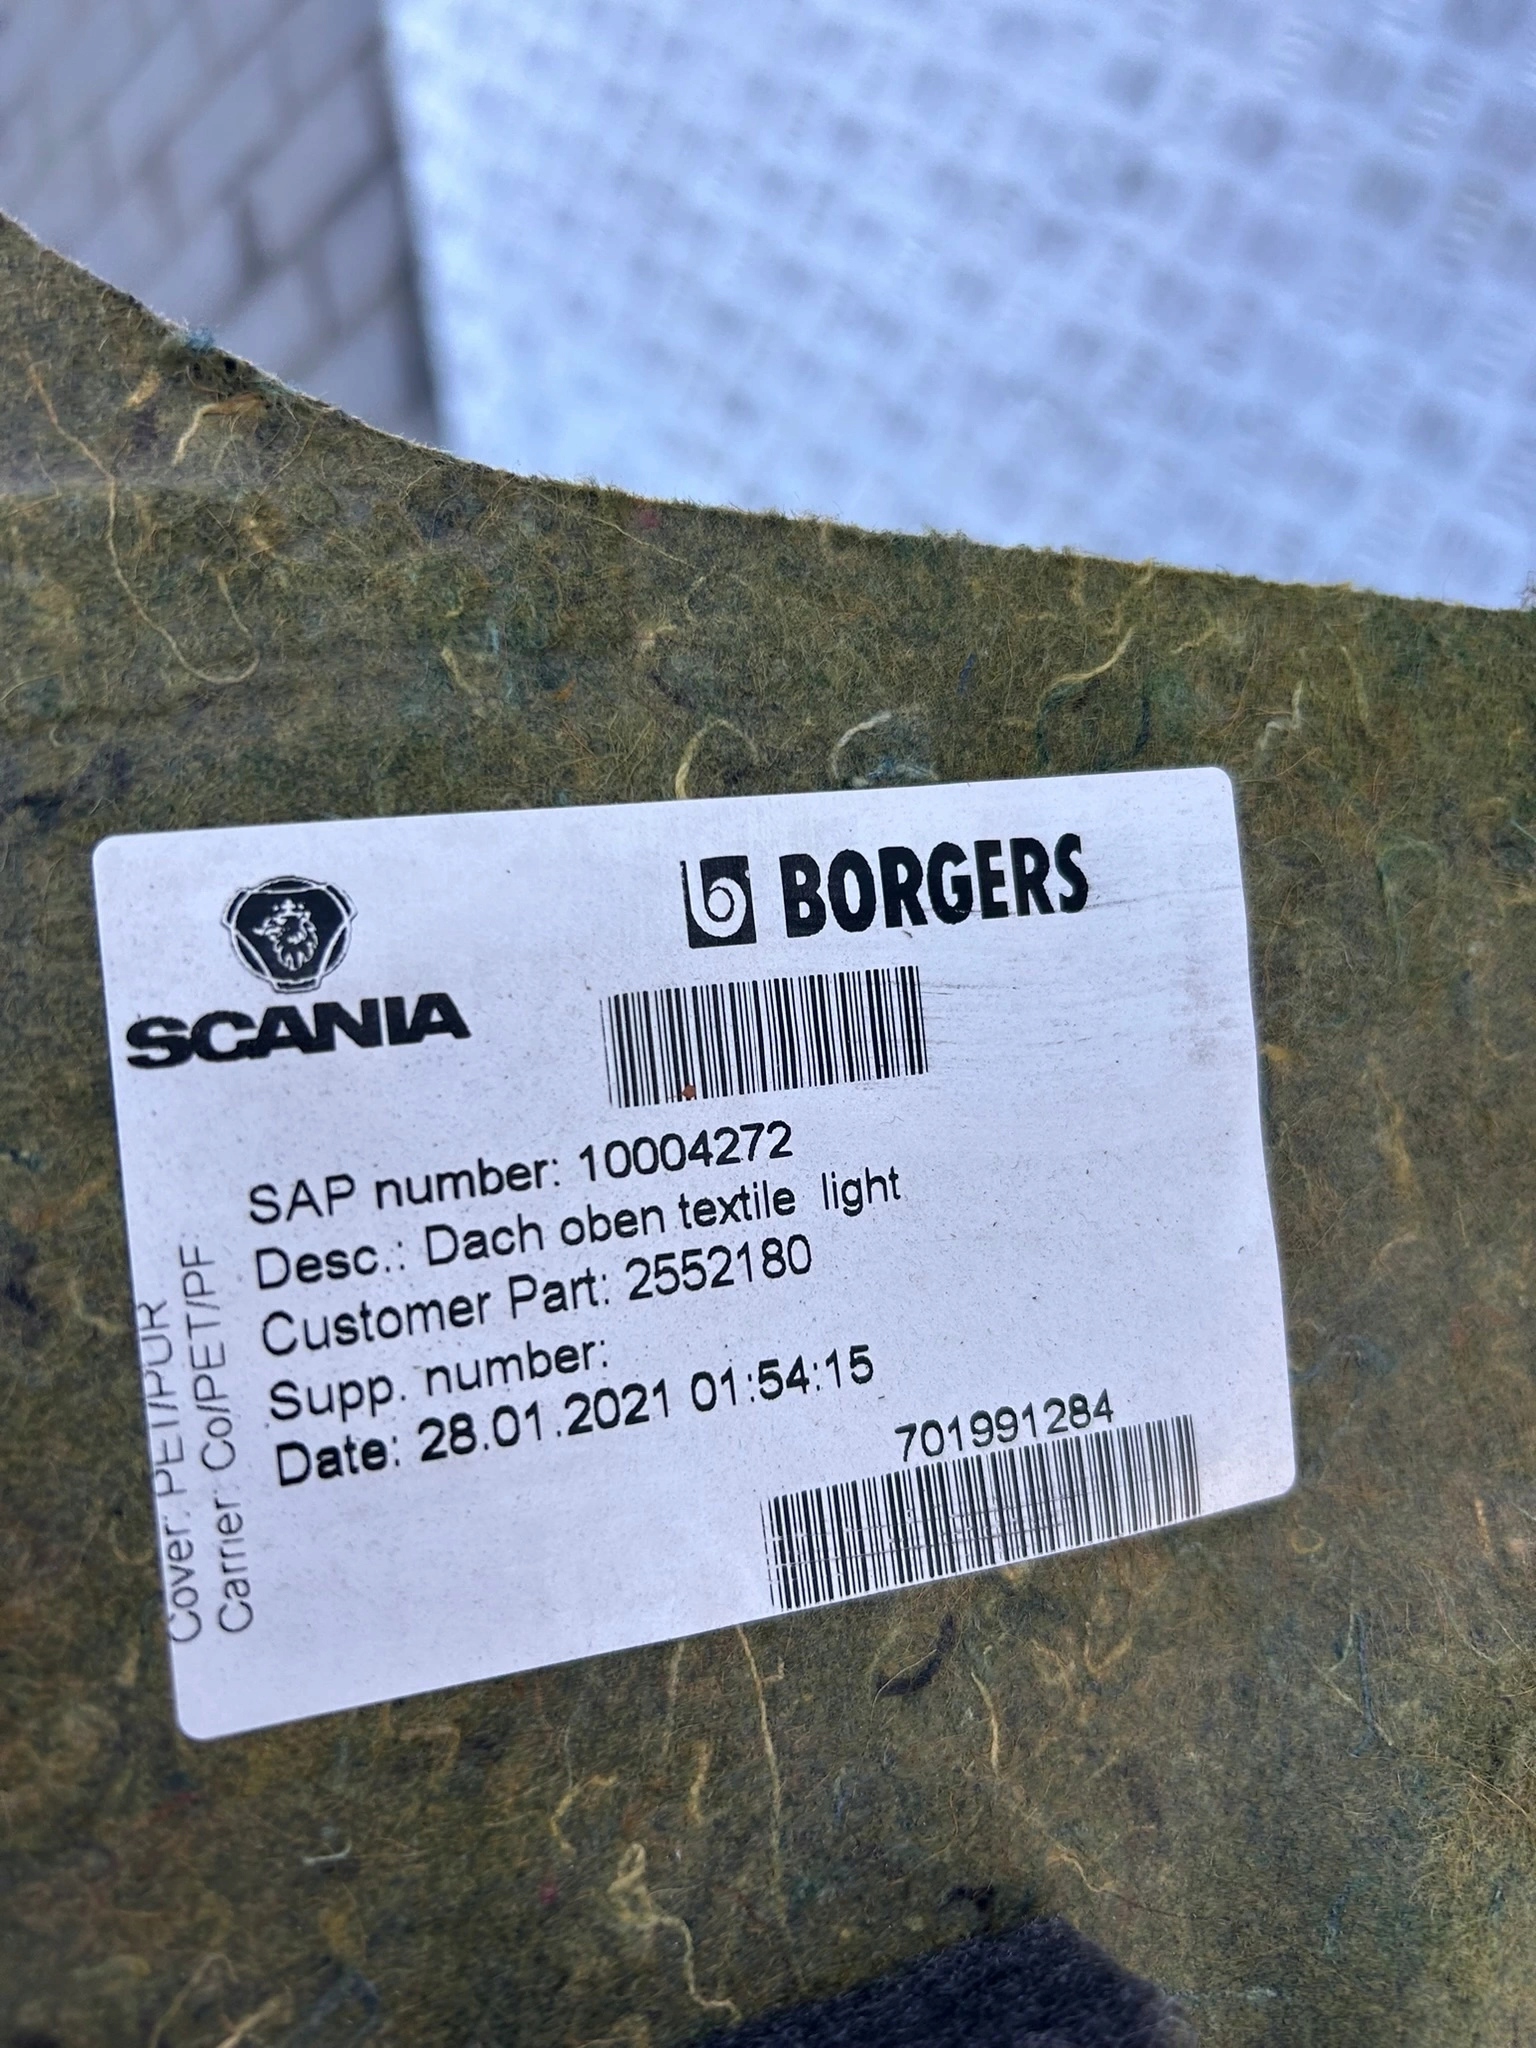 SCANIA
BORGERS
SAP number: 10004272
Desc.: Dach oben textile light
Customer Part: 2552180
Supp. number:
Date: 28.01.2021 01:54:15
701991284
Cover: PET/PUR
Carrier: Co/PET/PF